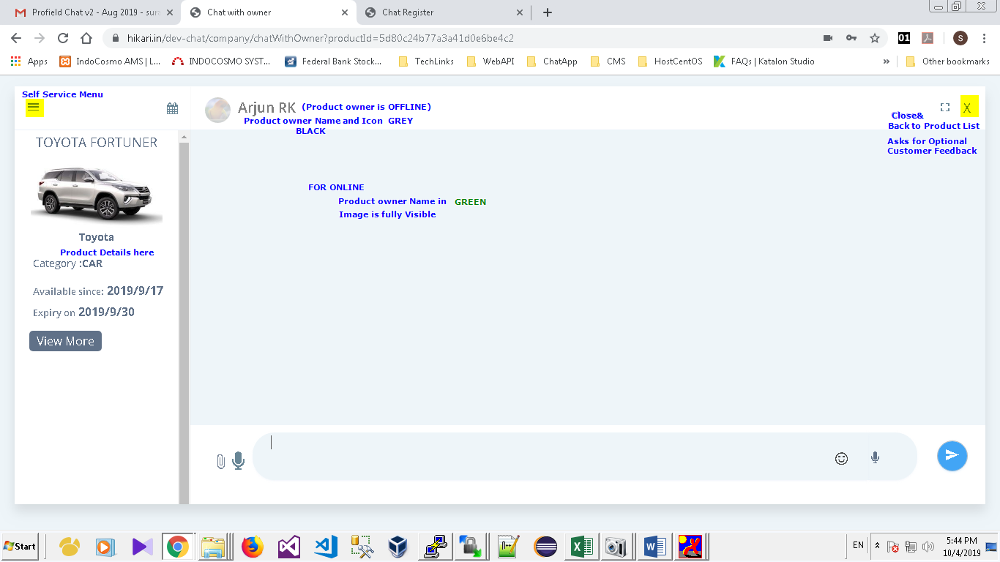 Profield Chat v2 - Aug 2019 - sura
Chat with owner
Chat Register
hikari.in/dev-chat/company/chatWithOwner?productId=5d80c24b77a3a41d0e6be4c2
01
S
Apps
IndoCosmo AMS | L...
INDOCOSMO SYST...
Federal Bank Stock...
TechLinks
WebAPI
ChatApp
CMS
HostCentOS
FAQs | Katalon Studio
»
Other bookmarks
Self Service Menu
Arjun RK
(Product owner is OFFLINE)
Product owner Name and Icon GREY
BLACK
X
Close&
Back to Product List
Asks for Optional
Customer Feedback
TOYOTA FORTUNER
Toyota
Product Details here
Category :CAR
Available since: 2019/9/17
Expiry on 2019/9/30
View More
FOR ONLINE
Product owner Name in GREEN
Image is fully Visible
Start
EN
5:44 PM
10/4/2019